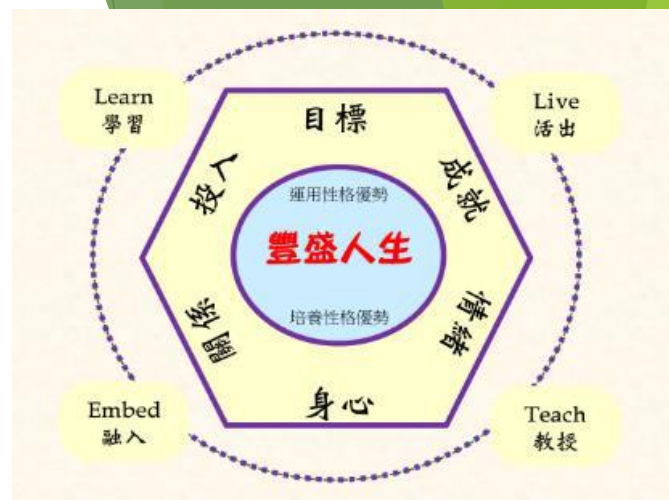 Learn
學習
Live
活出
目標
投入
成就
運用性格優勢
豐盛人生
培養性格優勢
關係
情緒
身心
Embed
融入
Teach
教授